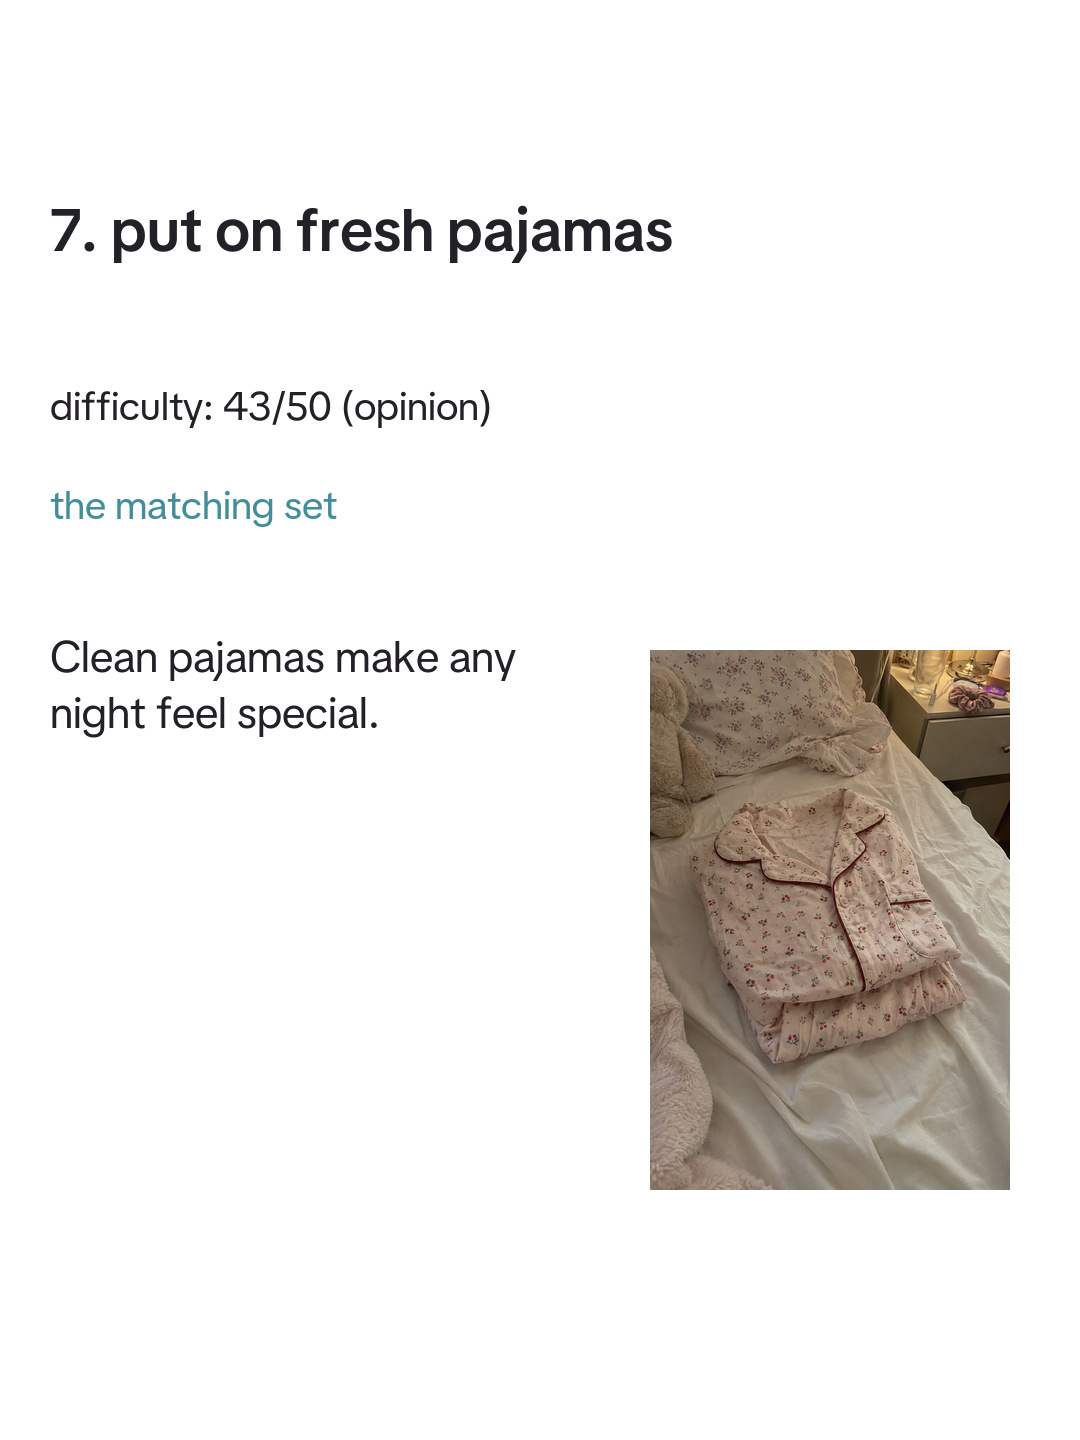 7. put on fresh pajamas
difficulty: 43/50 (opinion)
the matching set
Clean pajamas make any
night feel special.